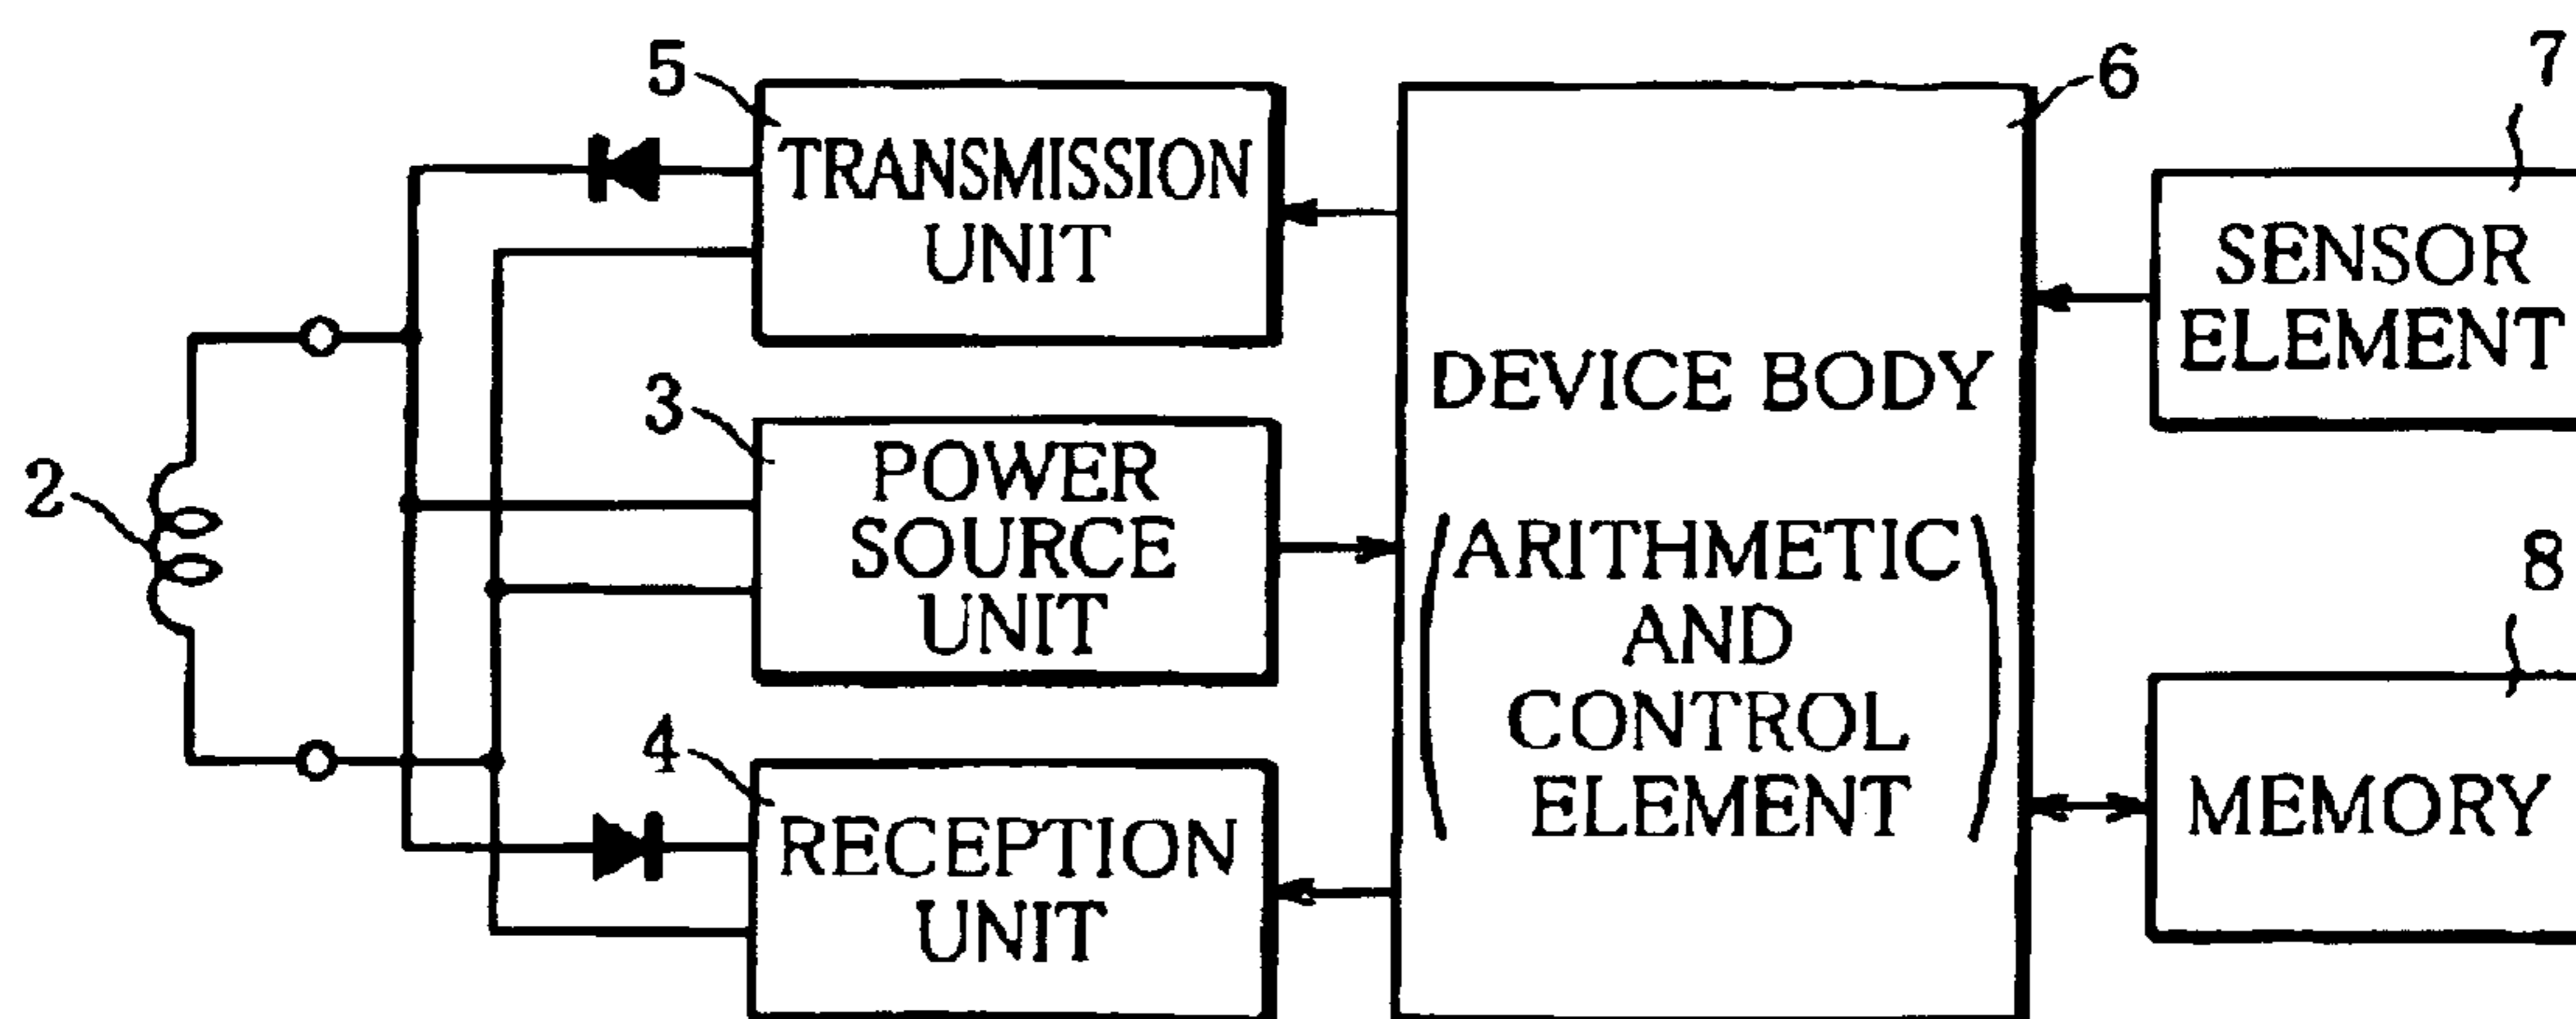 5
TRANSMISSION
UNIT
3
POWER
SOURCE
UNIT
2
4
RECEPTION
UNIT
6
DEVICE BODY
(ARITHMETIC
AND
CONTROL
ELEMENT)
7
SENSOR
ELEMENT
8
MEMORY